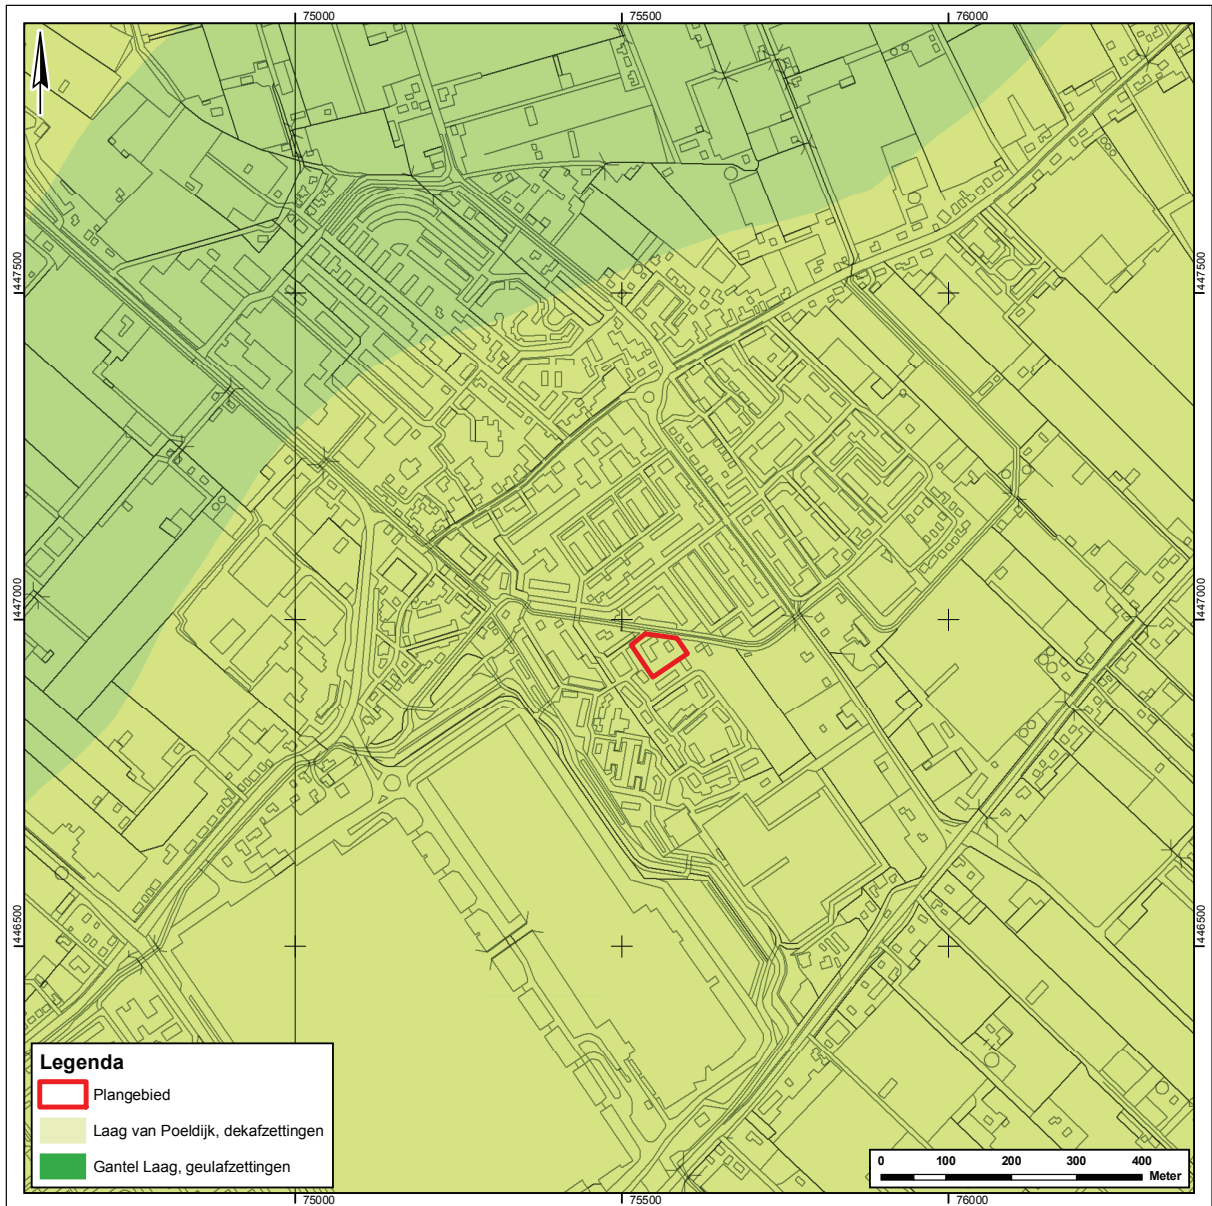 75000
75500
76000
447500
447500
447000
447000
446500
446500
Legenda
Plangebied
Laag van Poeldijk, dekafzettingen
Gantel Laag, geulafzettingen
0 100 200 300 400
Meter
75000
75500
76000